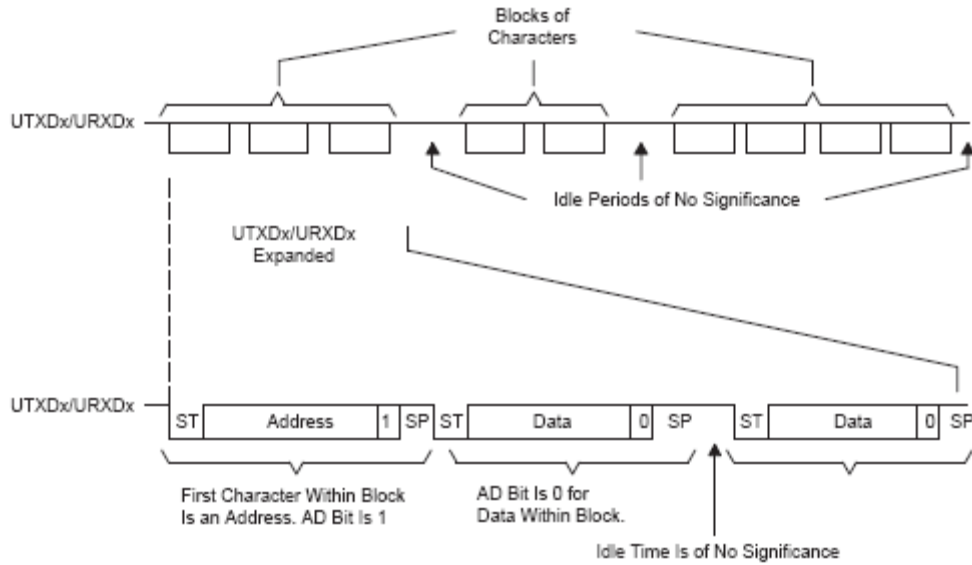 Blocks of
Characters
UTXDx/URXDx
Idle Periods of No Significance
UTXDx/URXDx
Expanded
UTXDx/URXDx
ST Address 1 SP ST Data 0 SP ST Data 0 SP
First Character Within Block
Is an Address. AD Bit Is 1
AD Bit Is 0 for
Data Within Block.
Idle Time Is of No Significance